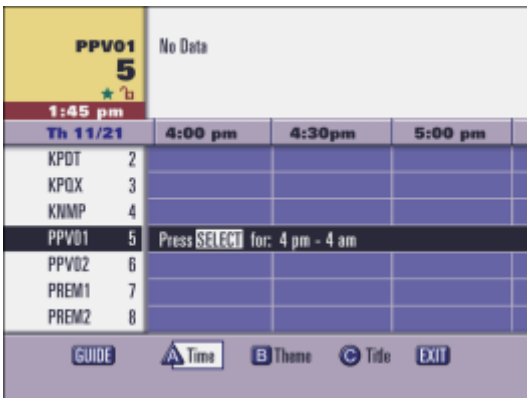 PPV01
5
No Data
1:45 pm
Th 11/21 4:00 pm 4:30pm 5:00 pm
KPDT 2
KPQX 3
KNMP 4
PPV01 5 Press SELECT for: 4 pm - 4 am
PPV02 6
PREM1 7
PREM2 8
GUIDE A Time B Theme C Title EXIT